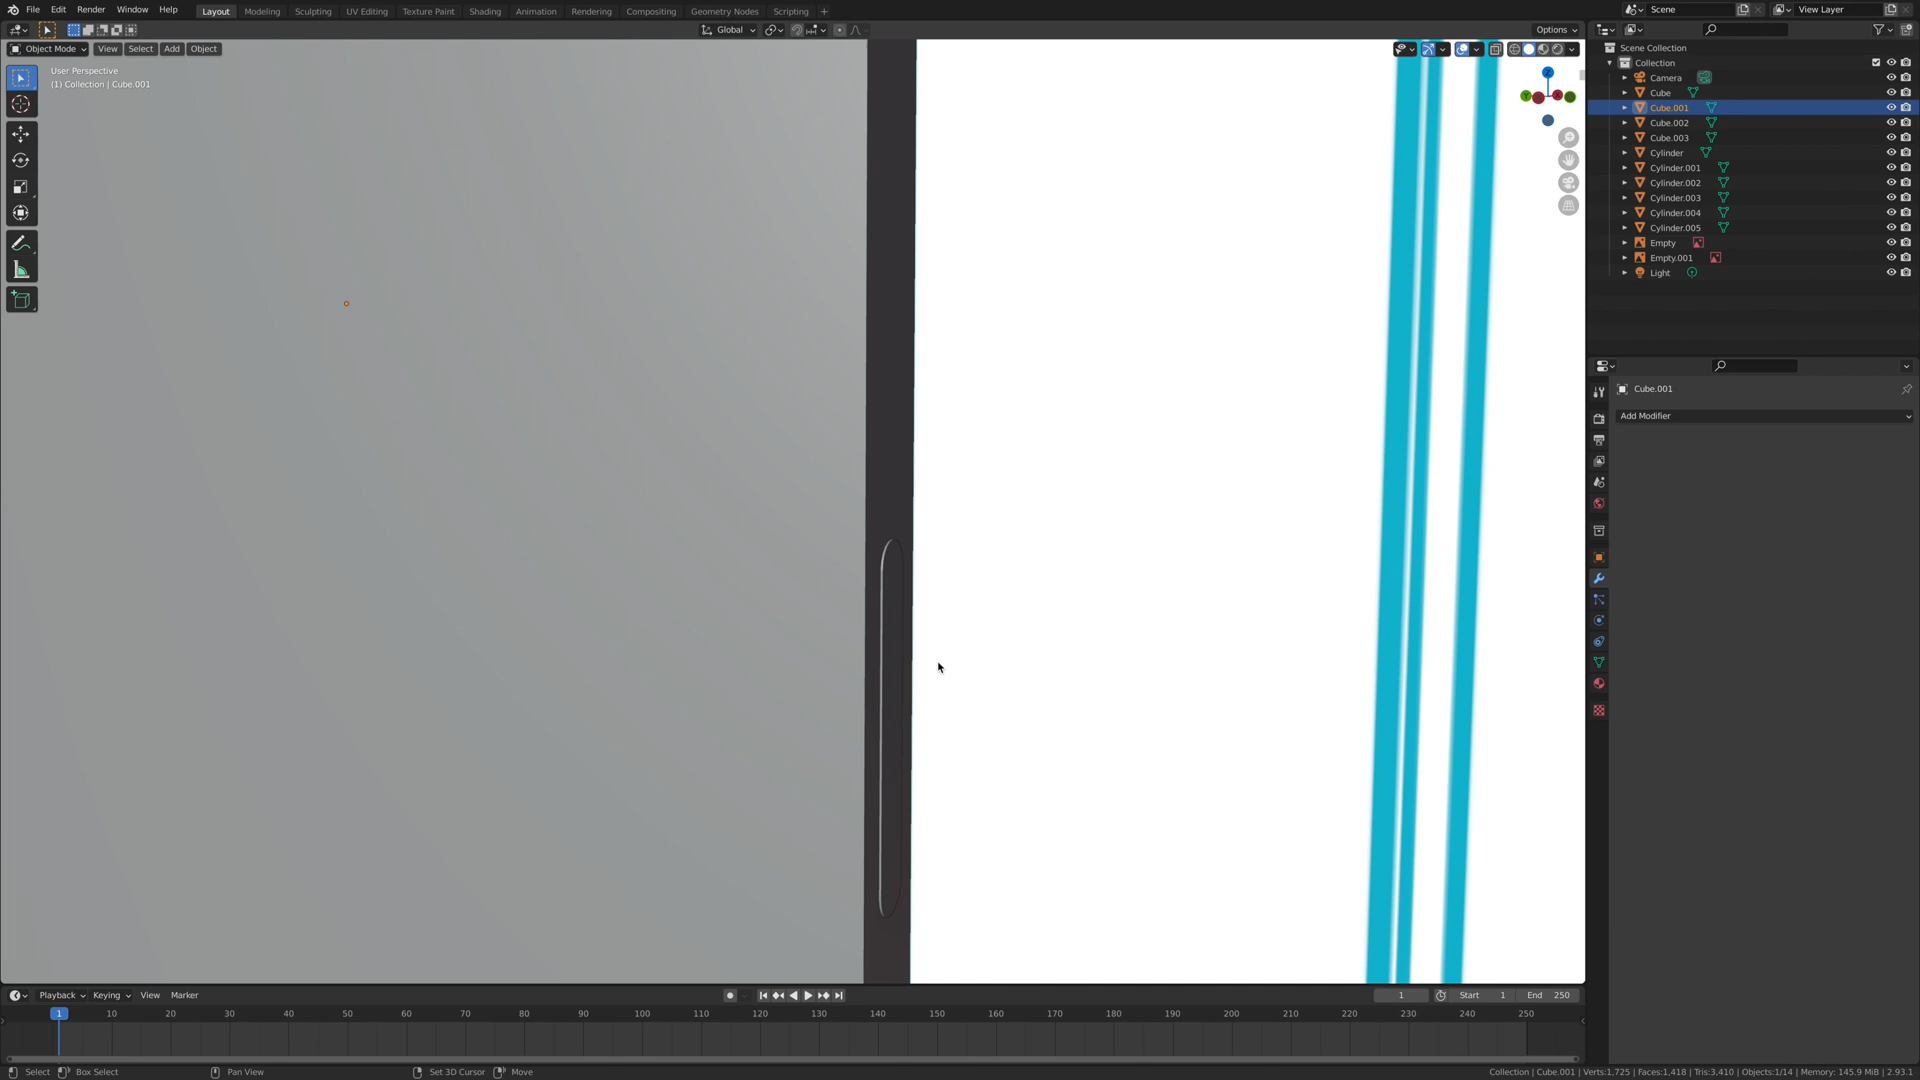 File Edit Render Window Help Layout Modeling Sculpting UV Editing Texture Paint Shading Animation Rendering Compositing Geometry Nodes Scripting + Scene View Layer
Global Options
Object Mode View Select Add Object
User Perspective
(1) Collection | Cube.001
Z
Y X
Scene Collection
Collection
Camera
Cube
Cube.001
Cube.002
Cube.003
Cylinder
Cylinder.001
Cylinder.002
Cylinder.003
Cylinder.004
Cylinder.005
Empty
Empty.001
Light
Cube.001
Add Modifier
Playback Keying View Marker 1 Start 1 End 250
1 10 20 30 40 50 60 70 80 90 100 110 120 130 140 150 160 170 180 190 200 210 220 230 240 250
Select Box Select Pan View Set 3D Cursor Move Collection | Cube.001 | Verts:1,725 | Faces:1,418 | Tris:3,410 | Objects:1/14 | Memory: 145.9 MiB | 2.93.1